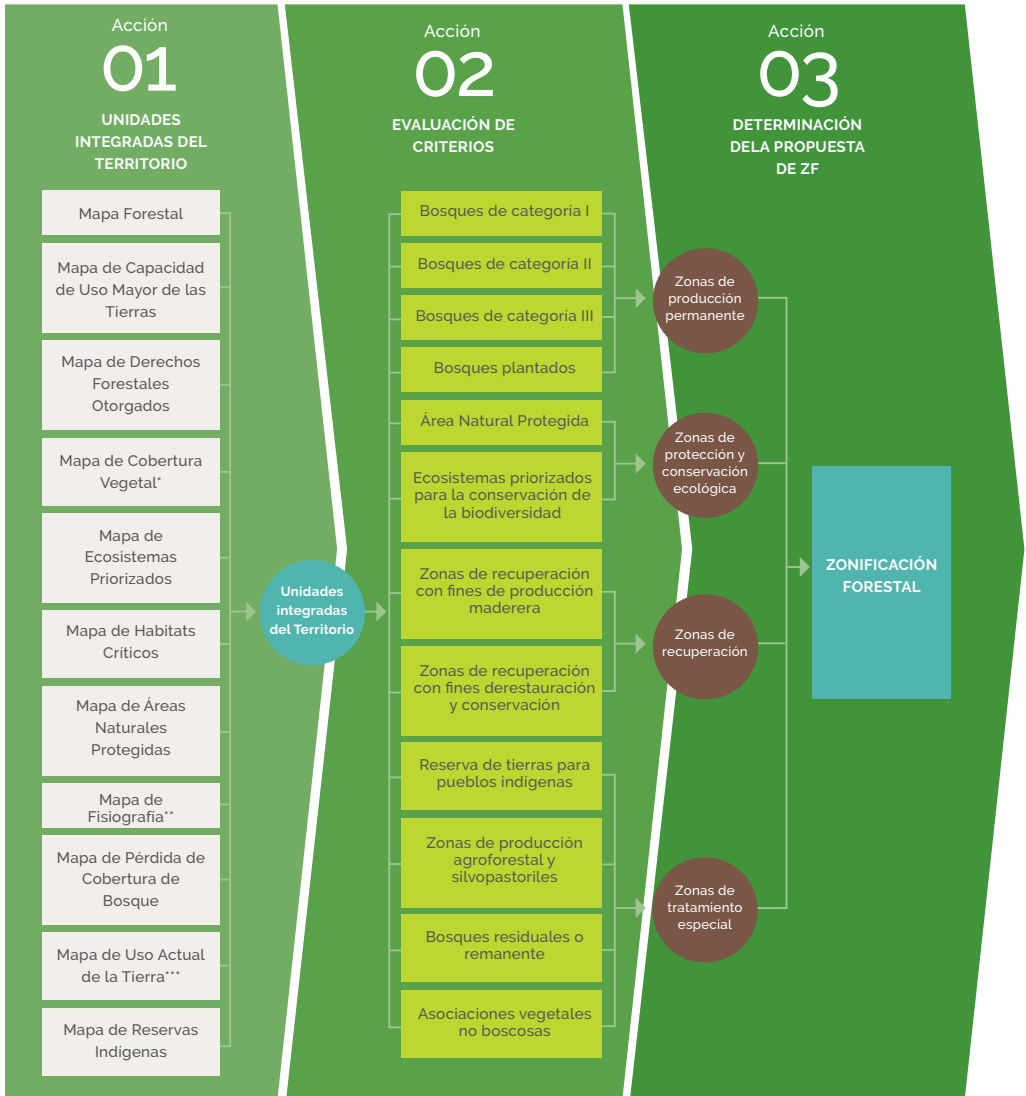 Acción
01
UNIDADES
INTEGRADAS DEL
TERRITORIO
Mapa Forestal
Mapa de Capacidad
de Uso Mayor de las
Tierras
Mapa de Derechos
Forestales
Otorgados
Mapa de Cobertura
Vegetal*
Mapa de
Ecosistemas
Priorizados
Mapa de Habitats
Críticos
Mapa de Áreas
Naturales
Protegidas
Mapa de
Fisiografía**
Mapa de Pérdida de
Cobertura de
Bosque
Mapa de Uso Actual
de la Tierra***
Mapa de Reservas
Indígenas
Unidades
integradas
del Territorio
Acción
02
EVALUACIÓN DE
CRITERIOS
Bosques de categoría I
Bosques de categoría II
Bosques de categoría III
Bosques plantados
Área Natural Protegida
Ecosistemas priorizados
para la conservación de
la biodiversidad
Zonas de recuperación
con fines de producción
maderera
Zonas de recuperación
con fines derestauración
y conservación
Reserva de tierras para
pueblos indígenas
Zonas de producción
agroforestal y
silvopastoriles
Bosques residuales o
remanente
Asociaciones vegetales
no boscosas
Acción
03
DETERMINACIÓN
DELA PROPUESTA
DE ZF
Zonas de
producción
permanente
Zonas de
protección y
conservación
ecológica
Zonas de
recuperación
Zonas de
tratamiento
especial
ZONIFICACIÓN
FORESTAL